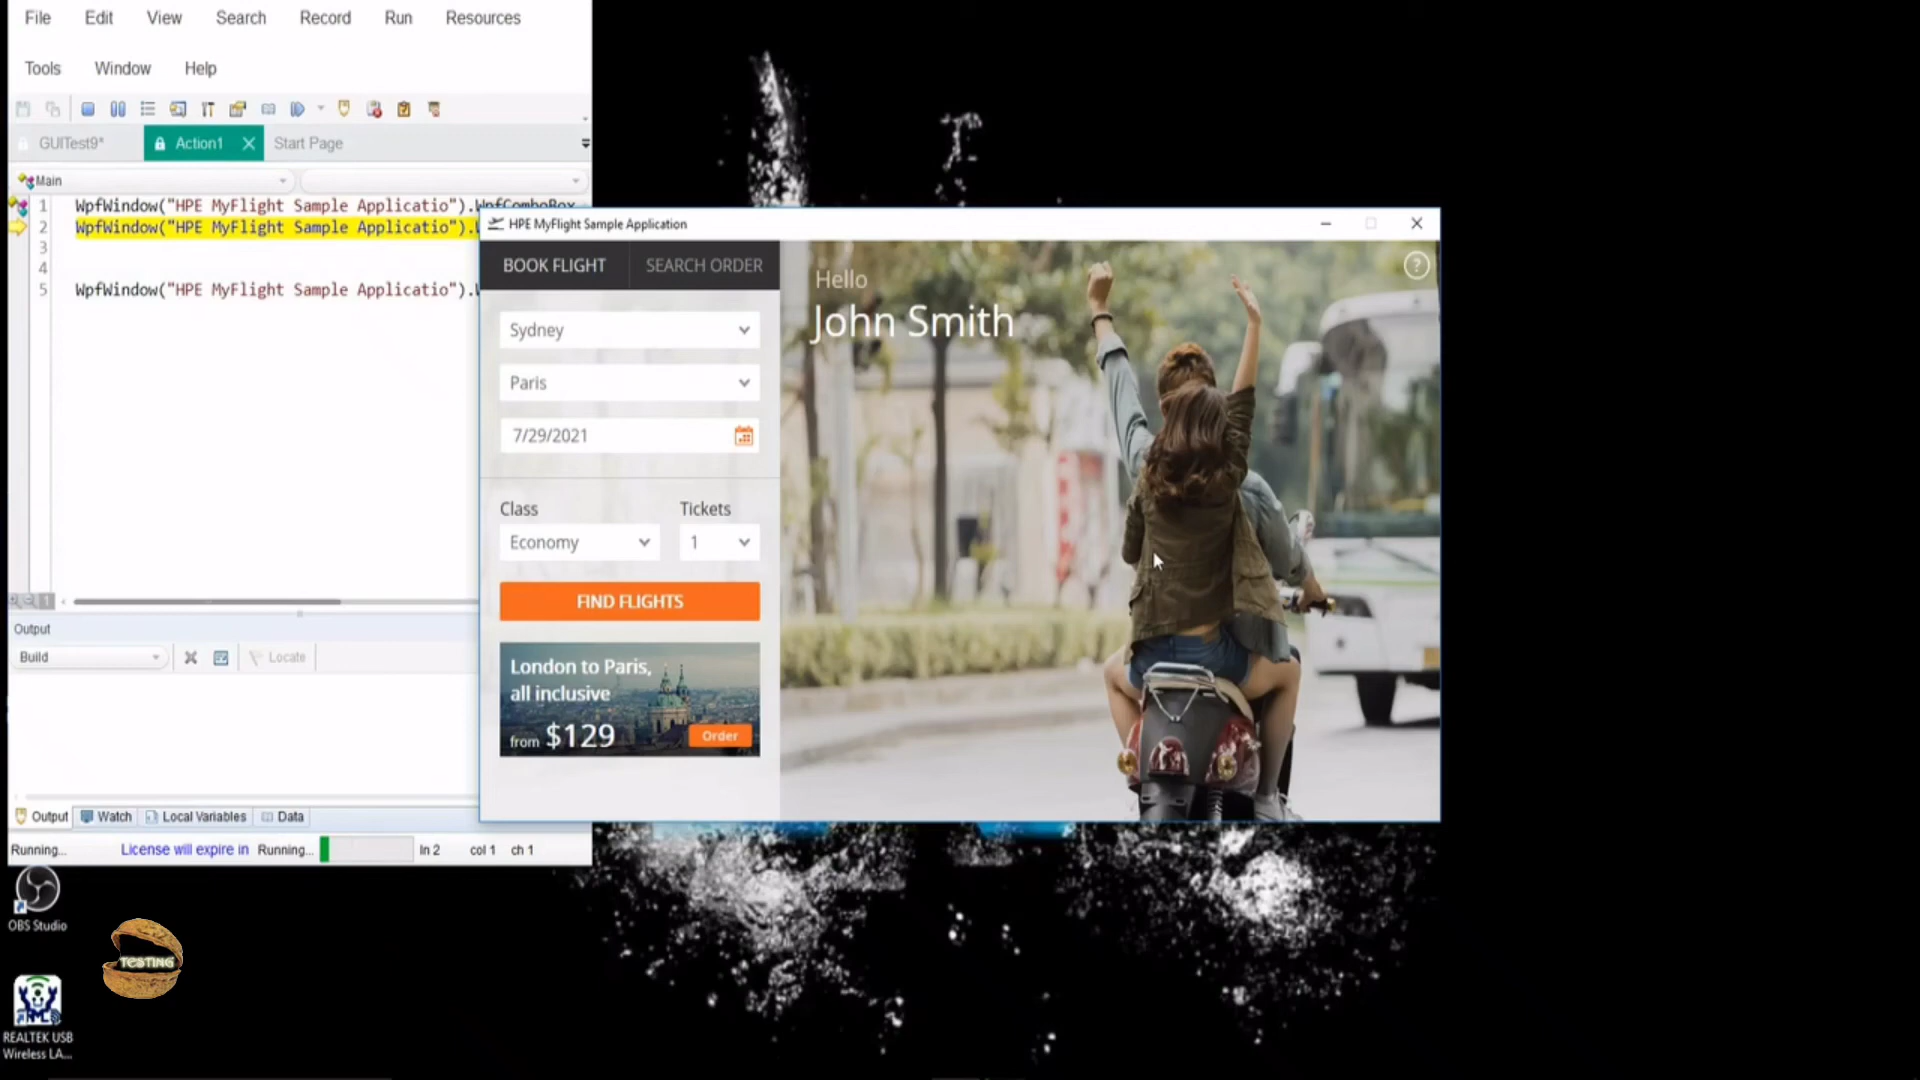 File Edit View Search Record Run Resources
Tools Window Help
GUITest9* Action1 Start Page
Main
1 WpfWindow("HPE MyFlight Sample Applicatio").WpfComboBox
2 WpfWindow("HPE MyFlight Sample Applicatio").
3
4
5 WpfWindow("HPE MyFlight Sample Applicatio").
Output
Build Locate
Output Watch Local Variables Data
Running... License will expire in Running... ln 2 col 1 ch 1
HPE MyFlight Sample Application
BOOK FLIGHT SEARCH ORDER
Sydney
Paris
7/29/2021
Class Tickets
Economy 1
FIND FLIGHTS
London to Paris,
all inclusive
from $129 Order
Hello
John Smith
?
OBS Studio
TESTING
REALTEK USB
Wireless LA...